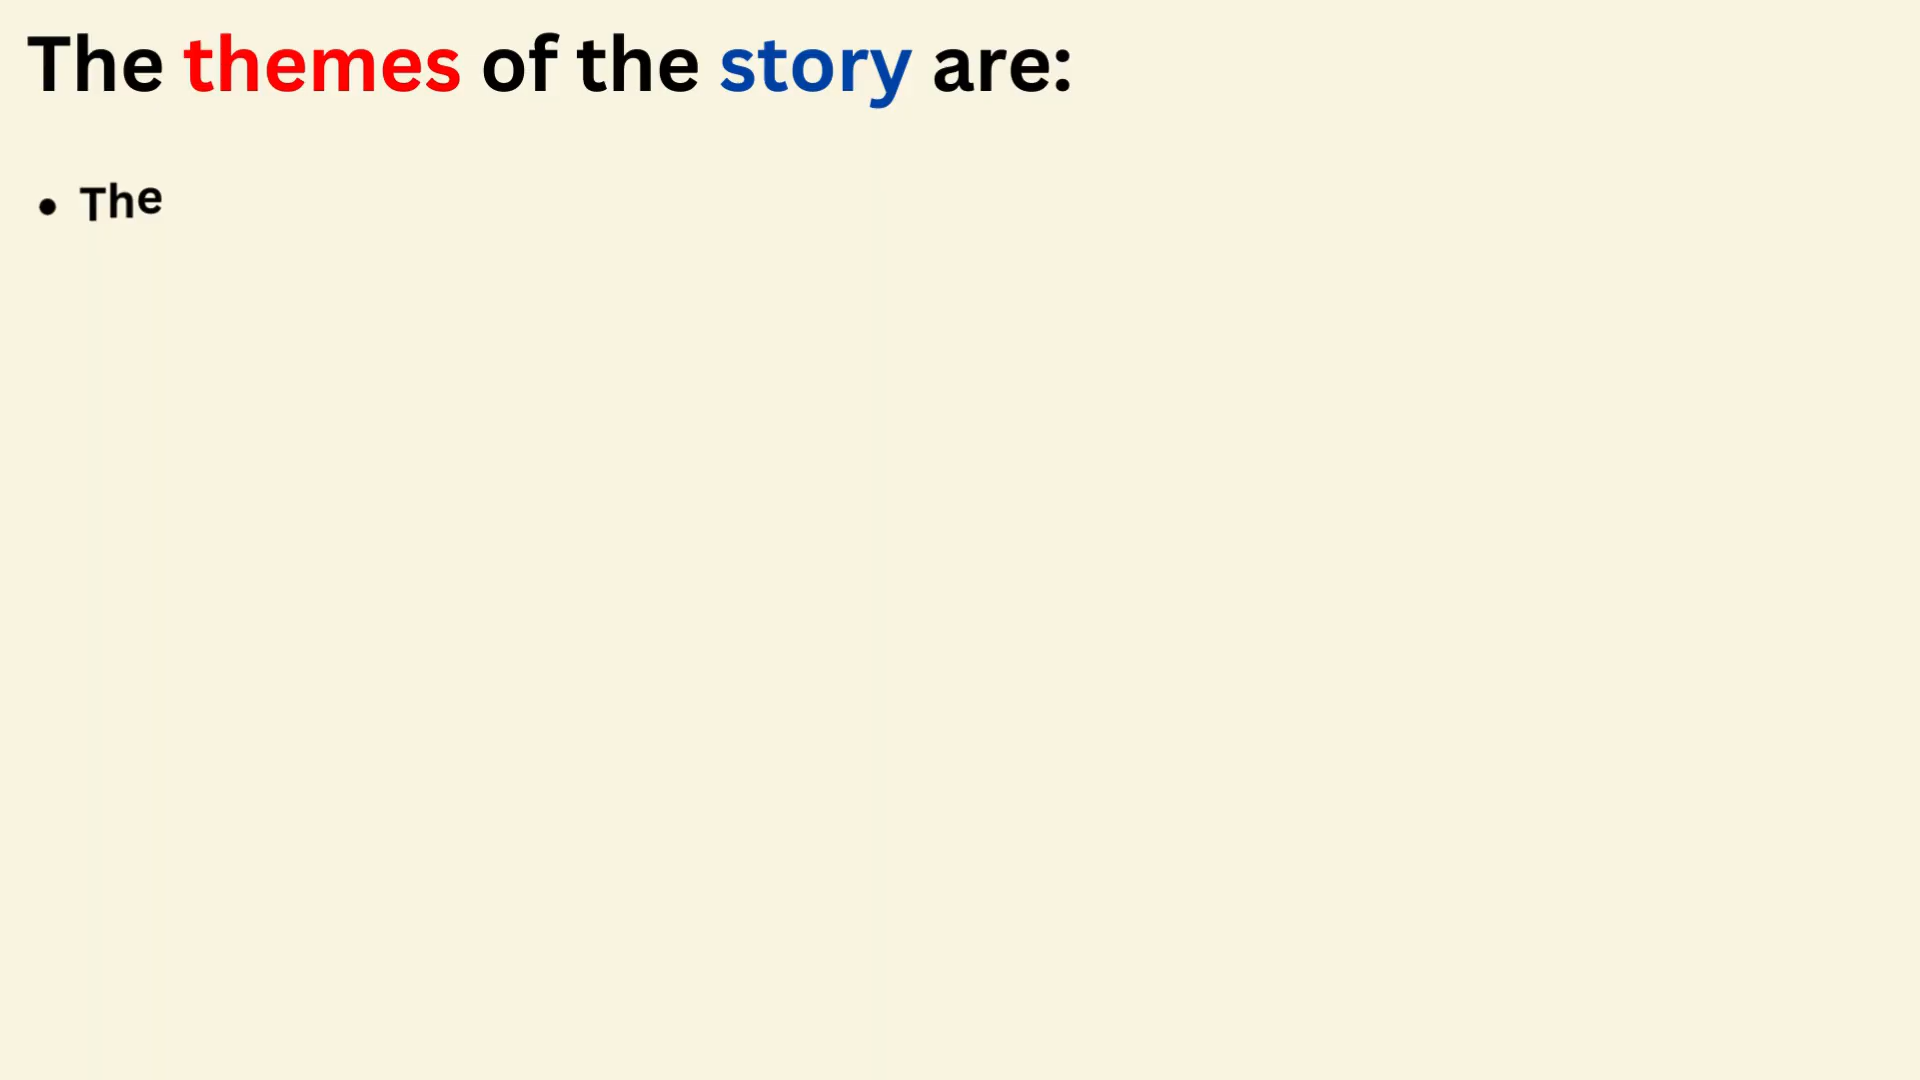 The themes of the story are:
• The